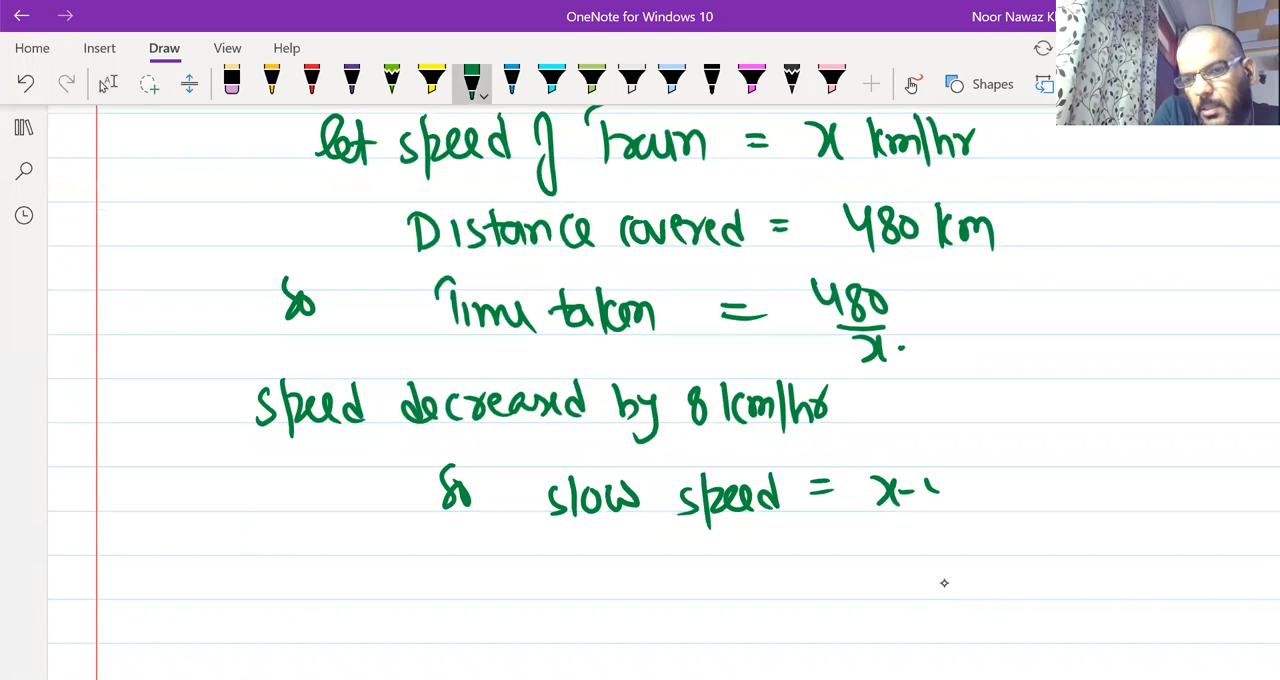 OneNote for Windows 10
Noor Nawaz K
Home Insert Draw View Help
Shapes
let speed of Train = x km/hr
Distance covered = 480 km
So Time taken = 480/x.
speed decreased by 8 km/hr
So slow speed = x-